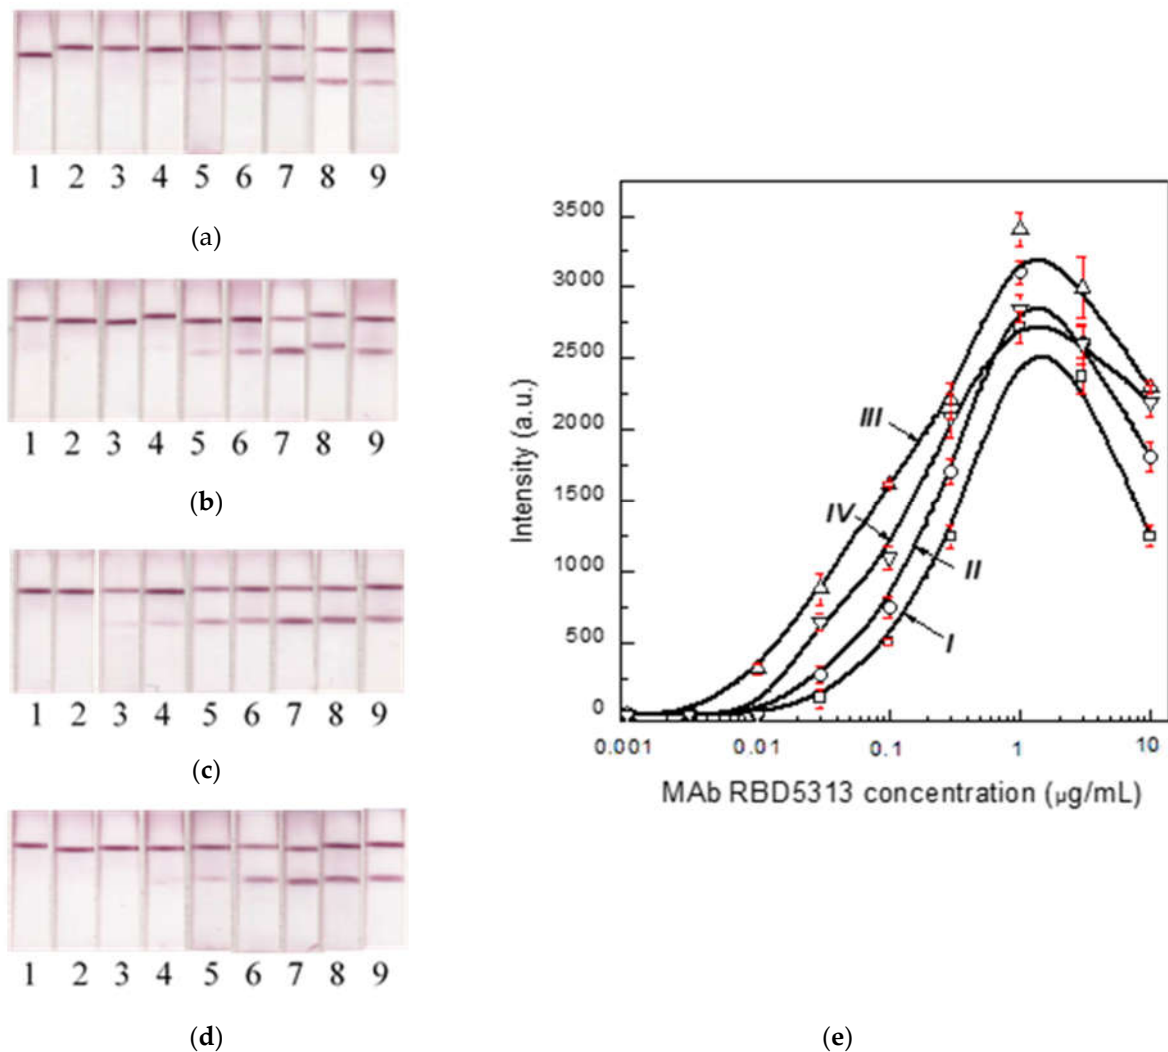 1 2 3 4 5 6 7 8 9
(a)
1 2 3 4 5 6 7 8 9
(b)
1 2 3 4 5 6 7 8 9
(c)
1 2 3 4 5 6 7 8 9
(d)
3500
3000
2500
2000
1500
1000
500
0
Intensity (a.u.)
III
IV
II
I
0.001 0.01 0.1 1 10
MAb RBD5313 concentration (µg/mL)
(e)